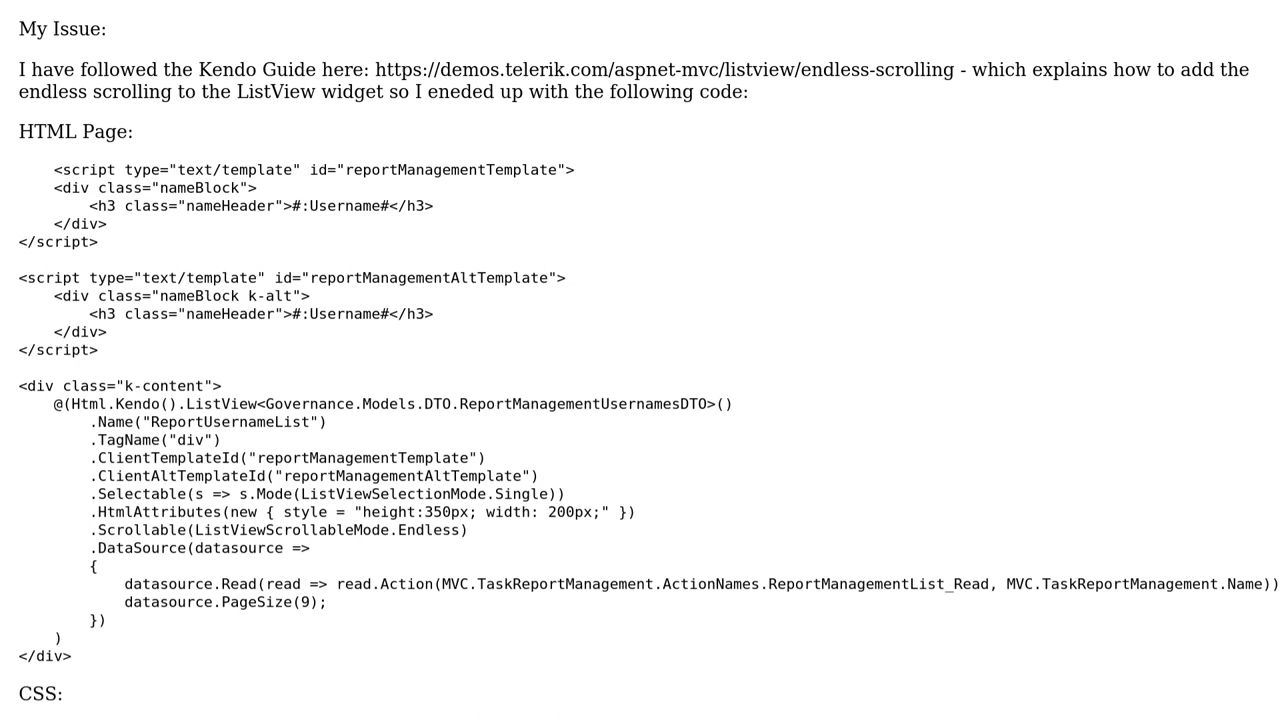 My Issue:
I have followed the Kendo Guide here: https://demos.telerik.com/aspnet-mvc/listview/endless-scrolling - which explains how to add the
endless scrolling to the ListView widget so I eneded up with the following code:
HTML Page:
    <script type="text/template" id="reportManagementTemplate">
    <div class="nameBlock">
        <h3 class="nameHeader">#:Username#</h3>
    </div>
</script>
<script type="text/template" id="reportManagementAltTemplate">
    <div class="nameBlock k-alt">
        <h3 class="nameHeader">#:Username#</h3>
    </div>
</script>
<div class="k-content">
    @(Html.Kendo().ListView<Governance.Models.DTO.ReportManagementUsernamesDTO>()
        .Name("ReportUsernameList")
        .TagName("div")
        .ClientTemplateId("reportManagementTemplate")
        .ClientAltTemplateId("reportManagementAltTemplate")
        .Selectable(s => s.Mode(ListViewSelectionMode.Single))
        .HtmlAttributes(new { style = "height:350px; width: 200px;" })
        .Scrollable(ListViewScrollableMode.Endless)
        .DataSource(datasource =>
        {
            datasource.Read(read => read.Action(MVC.TaskReportManagement.ActionNames.ReportManagementList_Read, MVC.TaskReportManagement.Name))
            datasource.PageSize(9);
        })
    )
</div>
CSS: